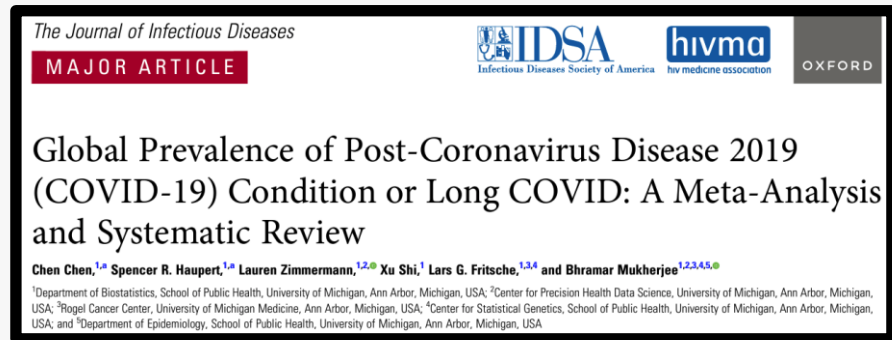 The Journal of Infectious Diseases
MAJOR ARTICLE
IDSA
Infectious Diseases Society of America
hivma
hiv medicine association
OXFORD
Global Prevalence of Post-Coronavirus Disease 2019
(COVID-19) Condition or Long COVID: A Meta-Analysis
and Systematic Review
Chen Chen,1,a Spencer R. Haupert,1,a Lauren Zimmermann,1,2 Xu Shi,1 Lars G. Fritsche,1,3,4 and Bhramar Mukherjee1,2,3,4,5
1Department of Biostatistics, School of Public Health, University of Michigan, Ann Arbor, Michigan, USA; 2Center for Precision Health Data Science, University of Michigan, Ann Arbor, Michigan,
USA; 3Rogel Cancer Center, University of Michigan Medicine, Ann Arbor, Michigan, USA; 4Center for Statistical Genetics, School of Public Health, University of Michigan, Ann Arbor, Michigan,
USA; and 5Department of Epidemiology, School of Public Health, University of Michigan, Ann Arbor, Michigan, USA